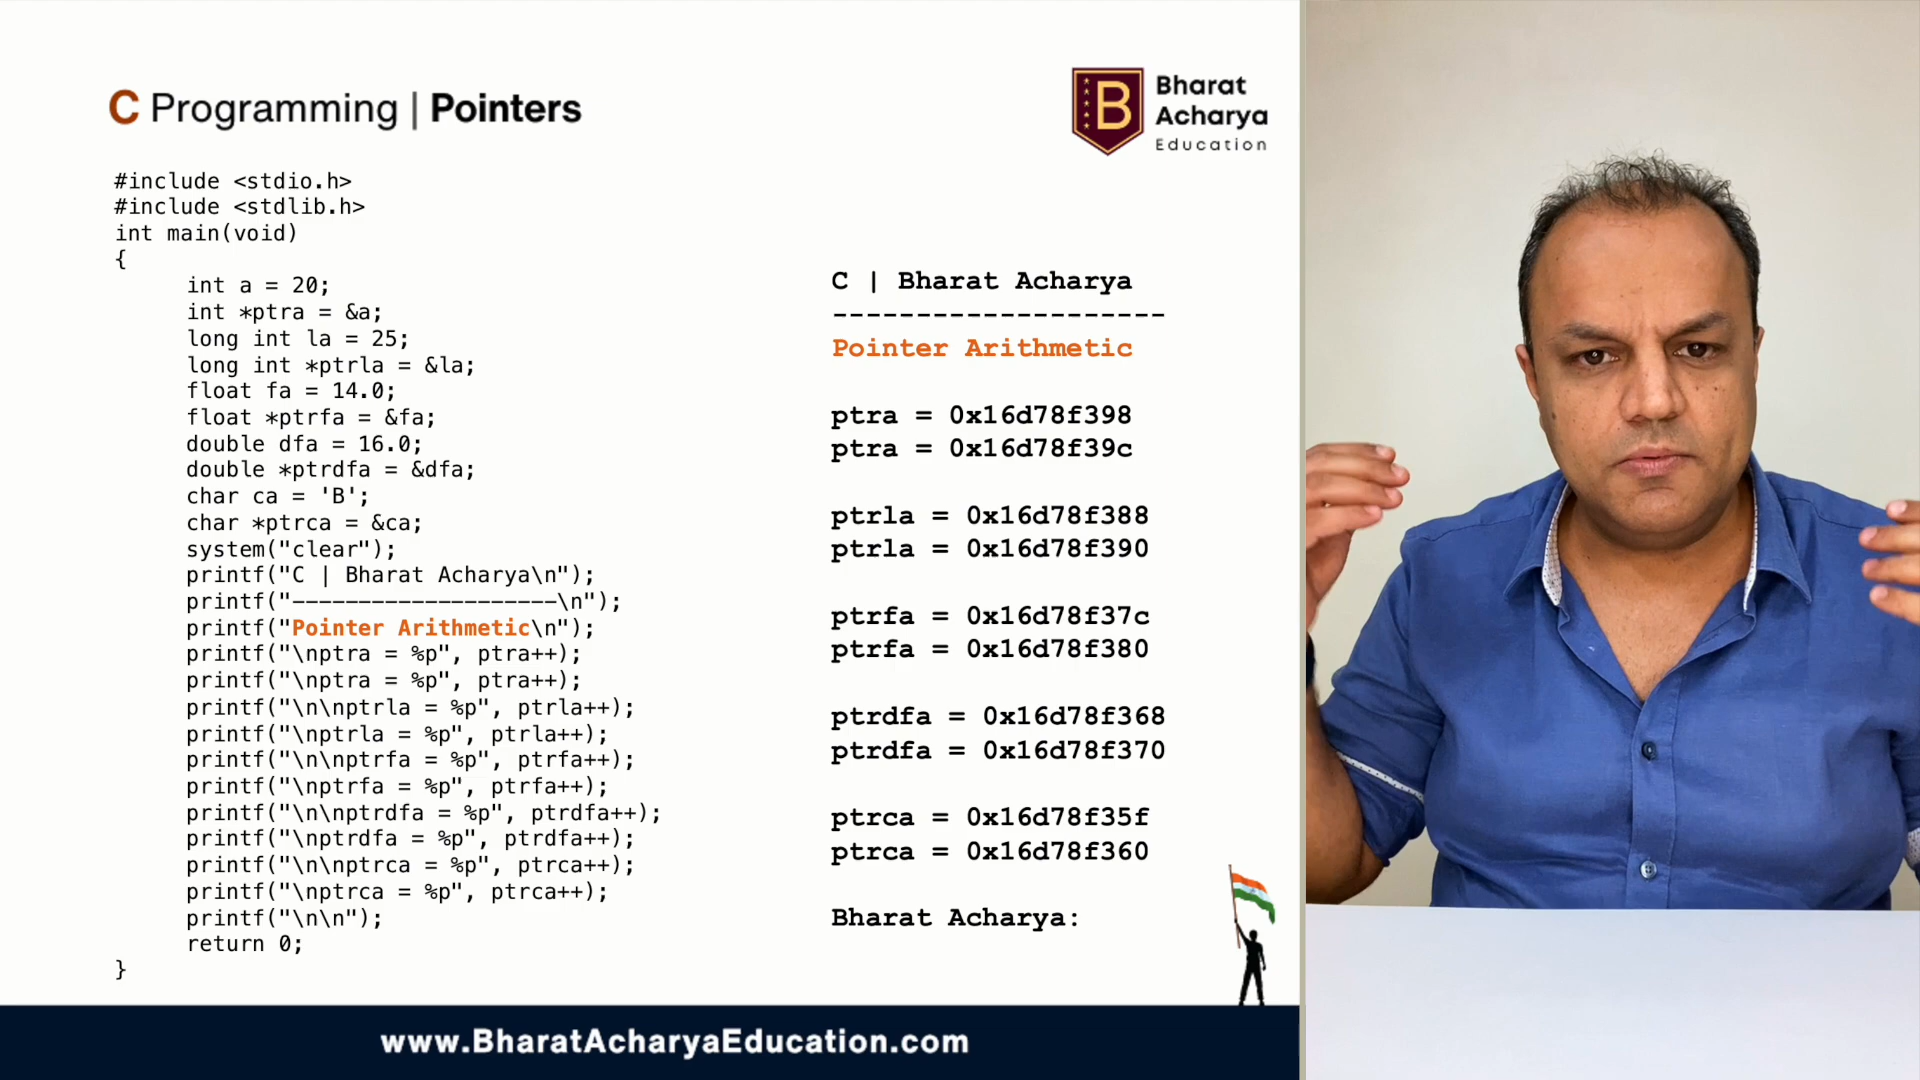 C Programming | Pointers
B
Bharat
Acharya
Education
#include <stdio.h>
#include <stdlib.h>
int main(void)
{
int a = 20;
int *ptra = &a;
long int la = 25;
long int *ptrla = &la;
float fa = 14.0;
float *ptrfa = &fa;
double dfa = 16.0;
double *ptrdfa = &dfa;
char ca = 'B';
char *ptrca = &ca;
system("clear");
printf("C | Bharat Acharya\n");
printf("--------------------\n");
printf("Pointer Arithmetic\n");
printf("\nptra = %p", ptra++);
printf("\nptra = %p", ptra++);
printf("\n\nptrla = %p", ptrla++);
printf("\nptrla = %p", ptrla++);
printf("\n\nptrfa = %p", ptrfa++);
printf("\nptrfa = %p", ptrfa++);
printf("\n\nptrdfa = %p", ptrdfa++);
printf("\nptrdfa = %p", ptrdfa++);
printf("\n\nptrca = %p", ptrca++);
printf("\nptrca = %p", ptrca++);
printf("\n\n");
return 0;
}
C | Bharat Acharya
--------------------
Pointer Arithmetic
ptra = 0x16d78f398
ptra = 0x16d78f39c
ptrla = 0x16d78f388
ptrla = 0x16d78f390
ptrfa = 0x16d78f37c
ptrfa = 0x16d78f380
ptrdfa = 0x16d78f368
ptrdfa = 0x16d78f370
ptrca = 0x16d78f35f
ptrca = 0x16d78f360
Bharat Acharya:
www.BharatAcharyaEducation.com